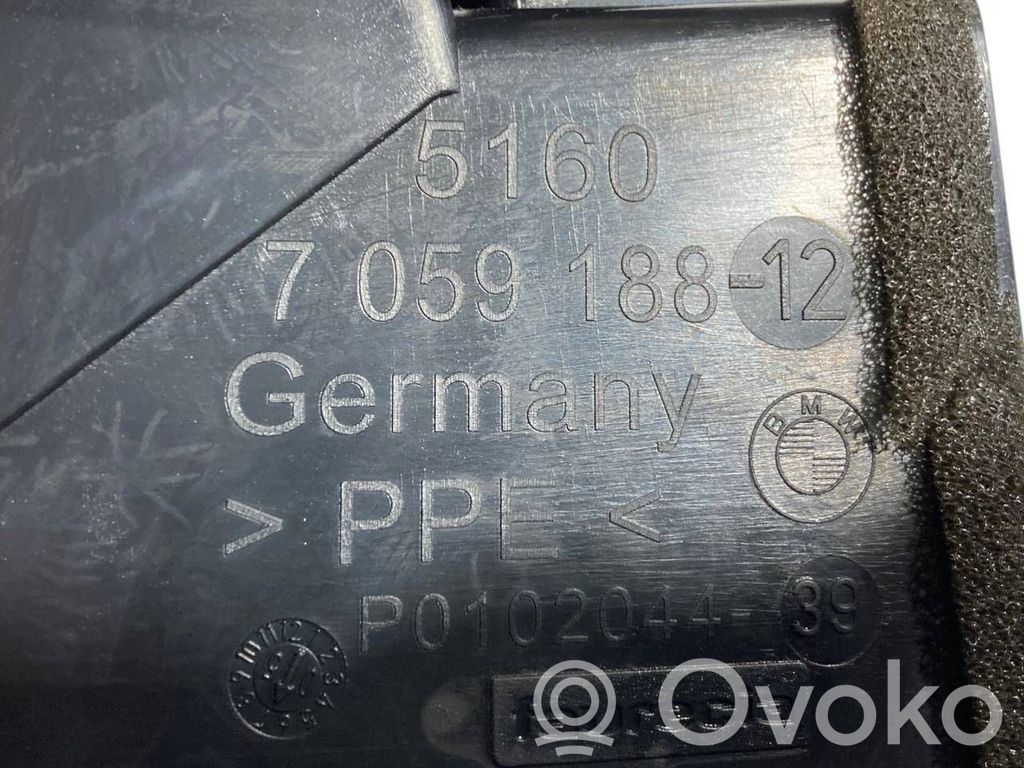 5160
7 059 188-12
Germany
BMW
>PPE<
P0102044-39
Ovoko